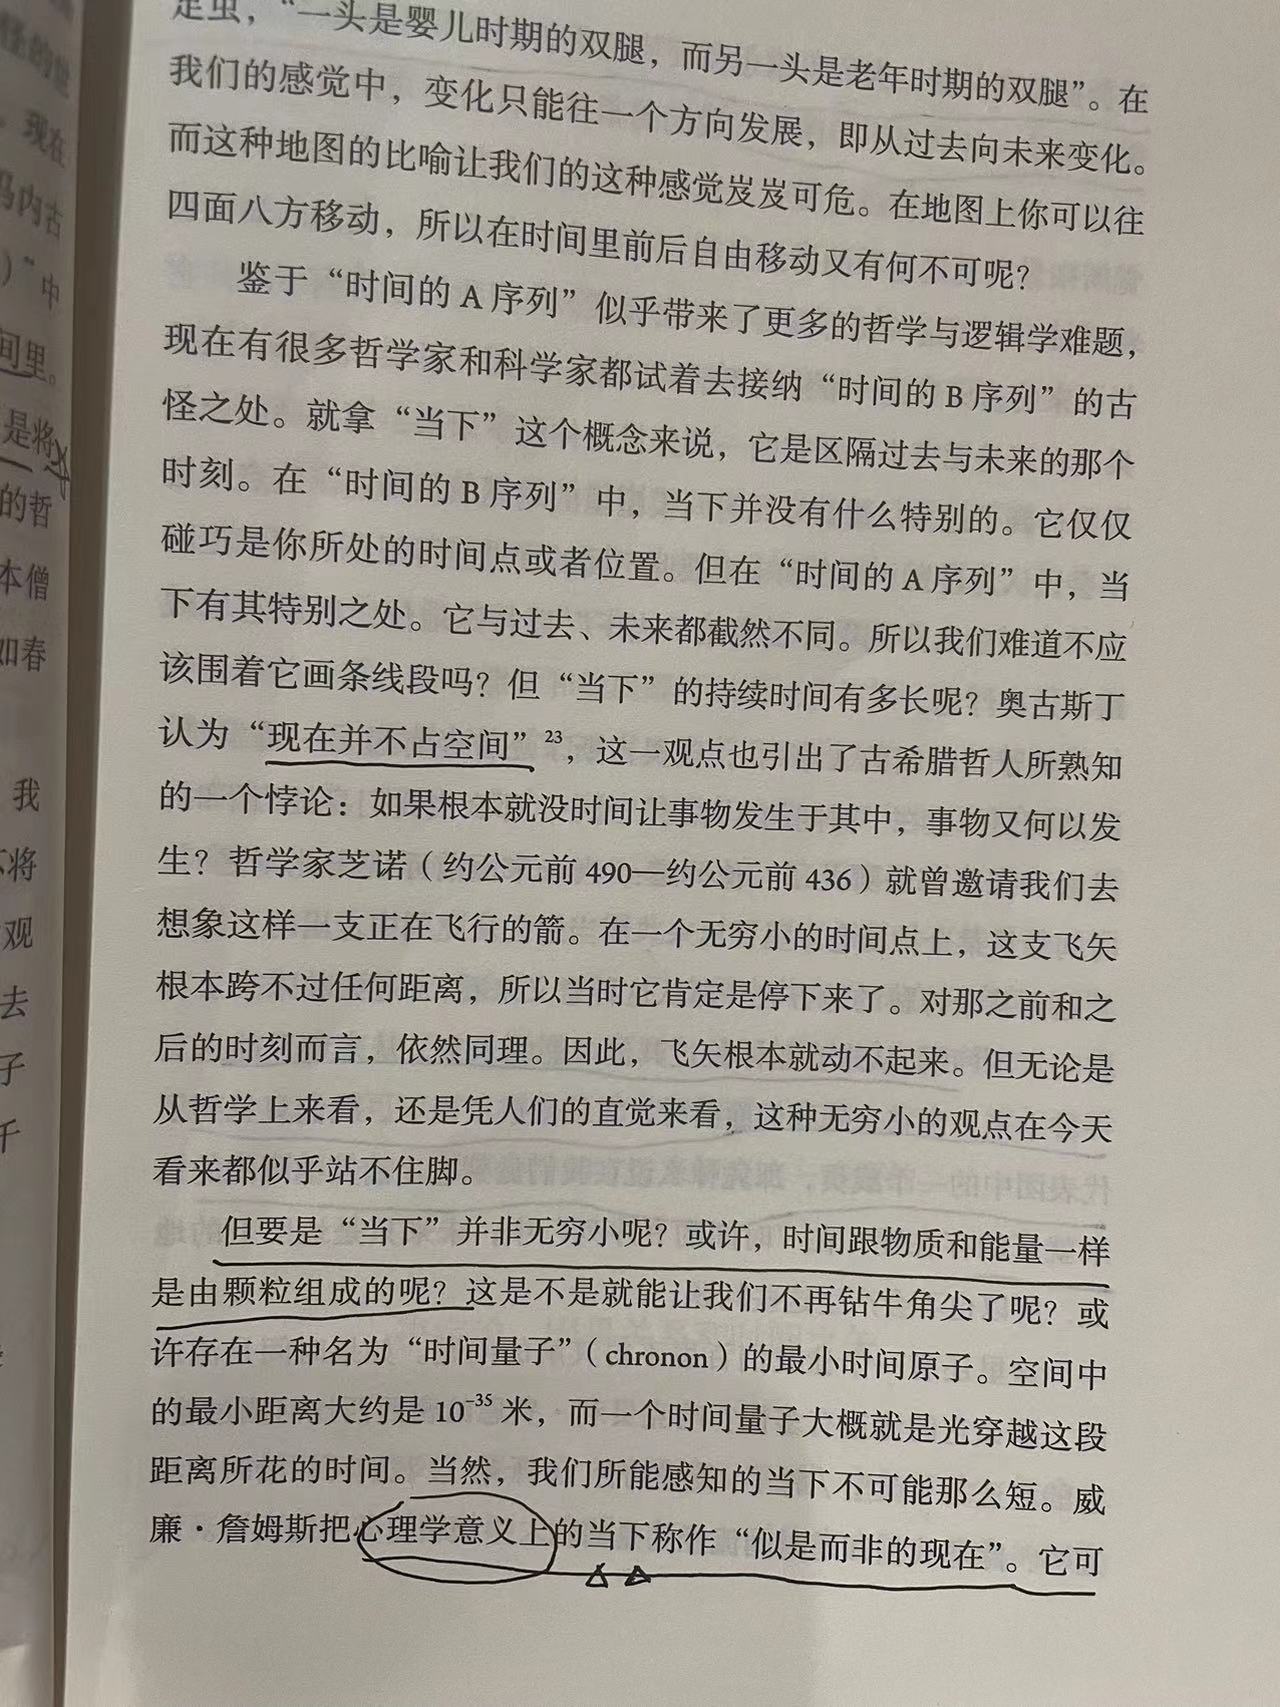 足虫，“一头是婴儿时期的双腿，而另一头是老年时期的双腿”。在
我们的感觉中，变化只能往一个方向发展，即从过去向未来变化。
而这种地图的比喻让我们的这种感觉岌岌可危。在地图上你可以往
四面八方移动，所以在时间里前后自由移动又有何不可呢？
鉴于“时间的 A 序列”似乎带来了更多的哲学与逻辑学难题，
现在有很多哲学家和科学家都试着去接纳“时间的 B 序列”的古
怪之处。就拿“当下”这个概念来说，它是区隔过去与未来的那个
时刻。在“时间的 B 序列”中，当下并没有什么特别的。它仅仅
碰巧是你所处的时间点或者位置。但在“时间的 A 序列”中，当
下有其特别之处。它与过去、未来都截然不同。所以我们难道不应
该围着它画条线段吗？但“当下”的持续时间有多长呢？奥古斯丁
认为“现在并不占空间”23，这一观点也引出了古希腊哲人所熟知
的一个悖论：如果根本就没时间让事物发生于其中，事物又何以发
生？哲学家芝诺（约公元前 490—约公元前 436）就曾邀请我们去
想象这样一支正在飞行的箭。在一个无穷小的时间点上，这支飞矢
根本跨不过任何距离，所以当时它肯定是停下来了。对那之前和之
后的时刻而言，依然同理。因此，飞矢根本就动不起来。但无论是
从哲学上来看，还是凭人们的直觉来看，这种无穷小的观点在今天
看来都似乎站不住脚。
但要是“当下”并非无穷小呢？或许，时间跟物质和能量一样
是由颗粒组成的呢？这是不是就能让我们不再钻牛角尖了呢？或
许存在一种名为“时间量子”（chronon）的最小时间原子。空间中
的最小距离大约是 10⁻³⁵ 米，而一个时间量子大概就是光穿越这段
距离所花的时间。当然，我们所能感知的当下不可能那么短。威
廉·詹姆斯把心理学意义上的当下称作“似是而非的现在”。它可